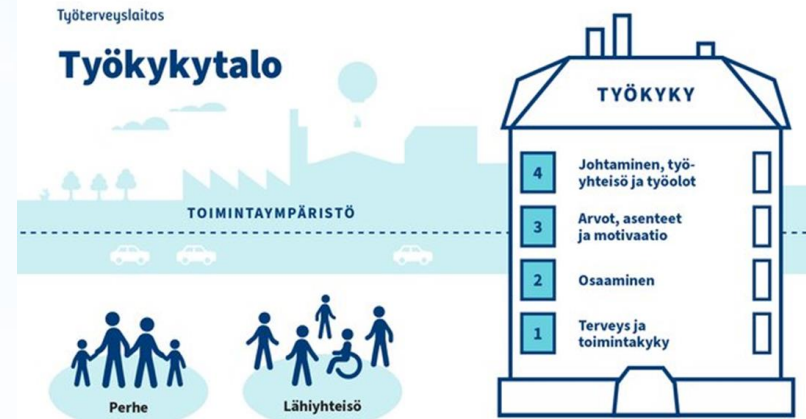 Työterveyslaitos
Työkykytalo
TOIMINTAYMPÄRISTÖ
Perhe
Lähiyhteisö
TYÖKYKY
4
Johtaminen, työ-
yhteisö ja työolot
3
Arvot, asenteet
ja motivaatio
2
Osaaminen
1
Terveys ja
toimintakyky